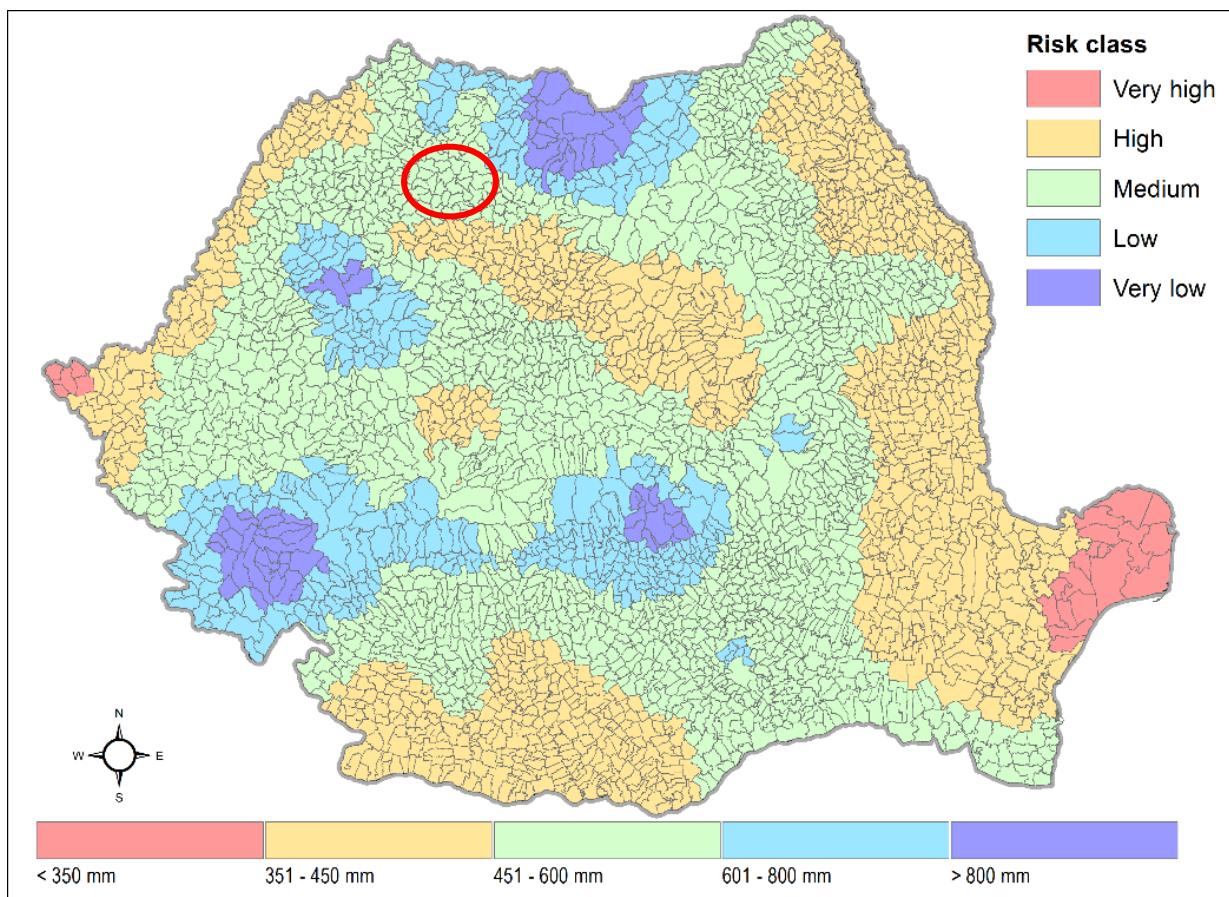 Risk class
Very high
High
Medium
Low
Very low
N
W E
S
< 350 mm 351 - 450 mm 451 - 600 mm 601 - 800 mm > 800 mm